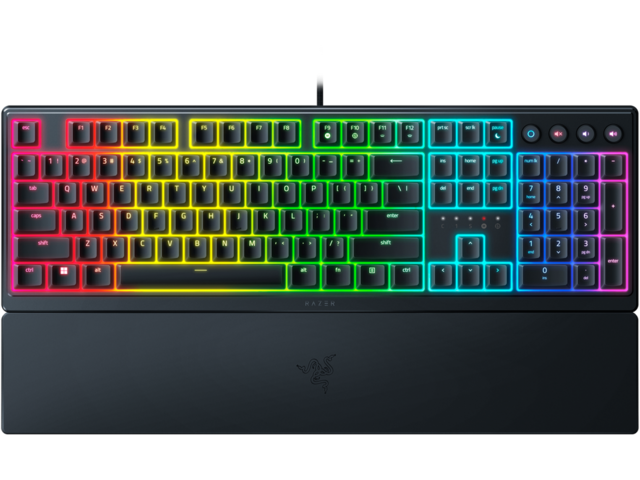 esc F1 F2 F3 F4 F5 F6 F7 F8 F9 F10 F11 F12 prt sc scr lk pause
~ 1 ! 2 @ 3 # 4 $ 5 % 6 ^ 7 & 8 * 9 ( 0 ) - = ins home pg up num lk / * -
tab Q W E R T Y U I O P [ ] \ del end pg dn 7 8 9 +
caps A S D F G H J K L ; ' enter 4 5 6
shift Z X C V B N M , . / ? shift 1 2 3 enter
ctrl alt alt fn ctrl 0 .
RAZER